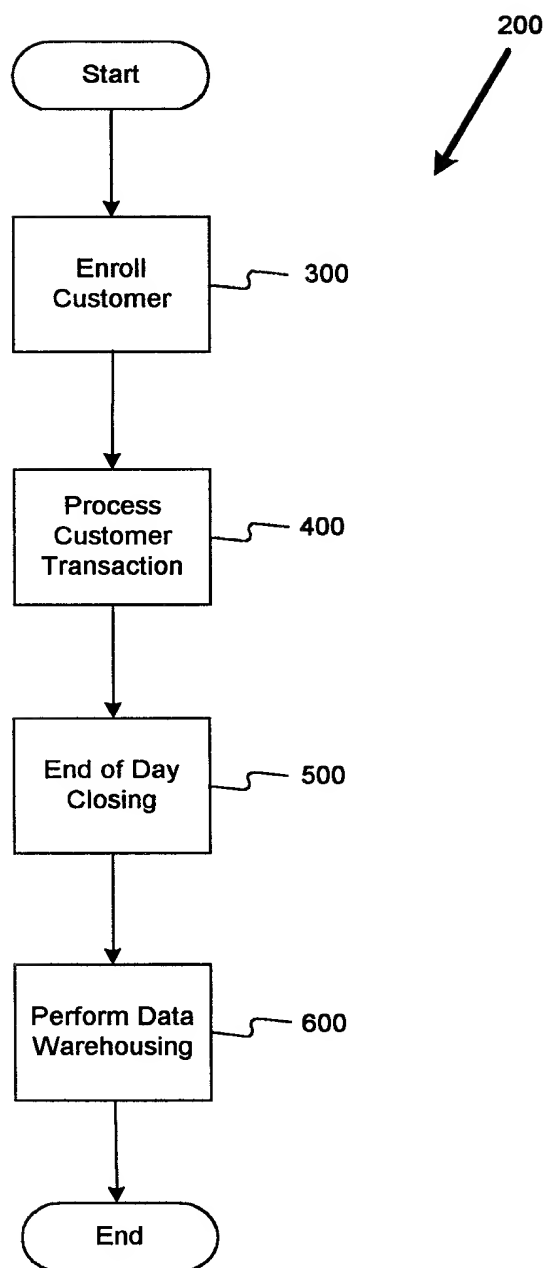 200
Start
Enroll
Customer
300
Process
Customer
Transaction
400
End of Day
Closing
500
Perform Data
Warehousing
600
End